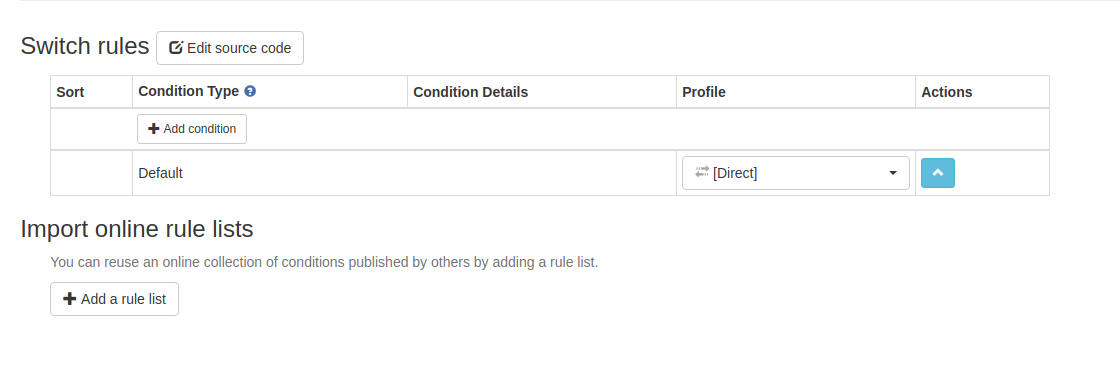 Switch rules Edit source code
Sort Condition Type Condition Details Profile Actions
Add condition
Default [Direct]
Import online rule lists
You can reuse an online collection of conditions published by others by adding a rule list.
Add a rule list